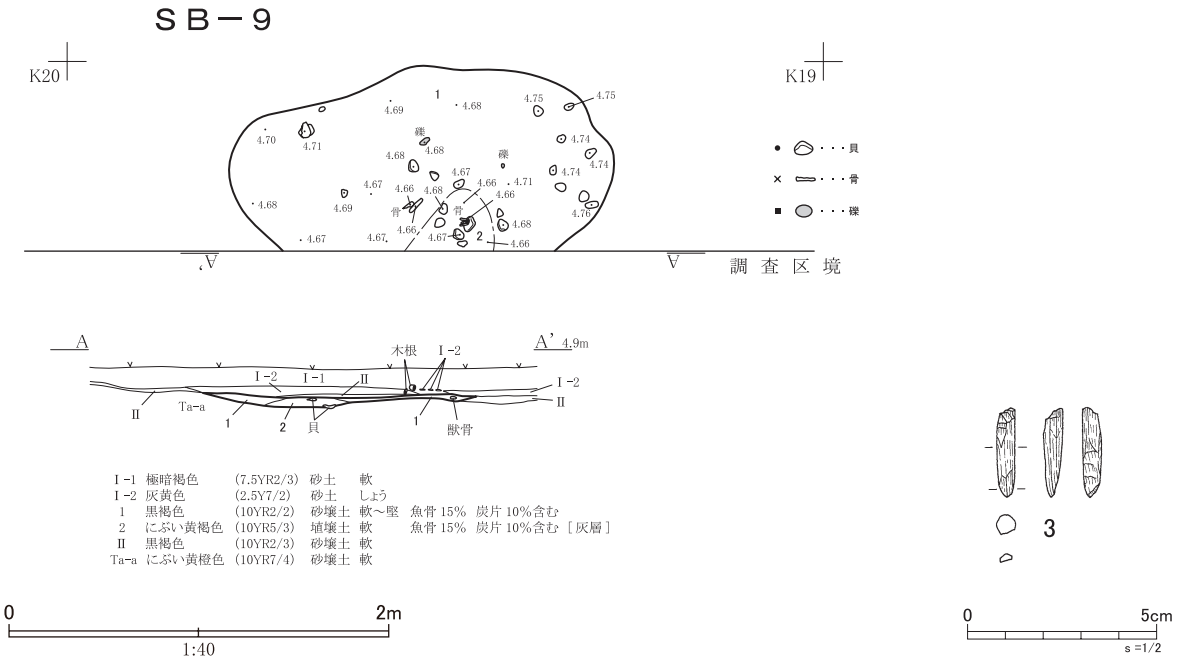 SB－9
K20
K19
1
4.69
4.68
4.75
4.75
4.70
4.71
礫
4.68
4.68
礫
4.74
4.74
4.67
4.66
4.71
4.74
4.67
4.66
4.68
4.66
4.69
骨
骨
4.76
4.68
4.66
4.68
4.67
4.67
4.67
2
4.66
・・・貝
・・・骨
・・・礫
A'
A
調査区境
A
A' 4.9m
木根
Ⅰ-2
Ⅰ-2
Ⅰ-1
Ⅱ
Ⅰ-2
Ⅱ
Ⅱ
Ta-a
1
2
貝
1
獣骨
Ⅰ-1 極暗褐色 (7.5YR2/3) 砂土 軟
Ⅰ-2 灰黄色 (2.5Y7/2) 砂土 しょう
1 黒褐色 (10YR2/2) 砂壌土 軟～堅 魚骨15% 炭片10%含む
2 にぶい黄褐色 (10YR5/3) 埴壌土 軟 魚骨15% 炭片10%含む [灰層]
Ⅱ 黒褐色 (10YR2/3) 砂壌土 軟
Ta-a にぶい黄橙色 (10YR7/4) 砂壌土 軟
0 2m
1:40
3
0 5cm
s=1/2